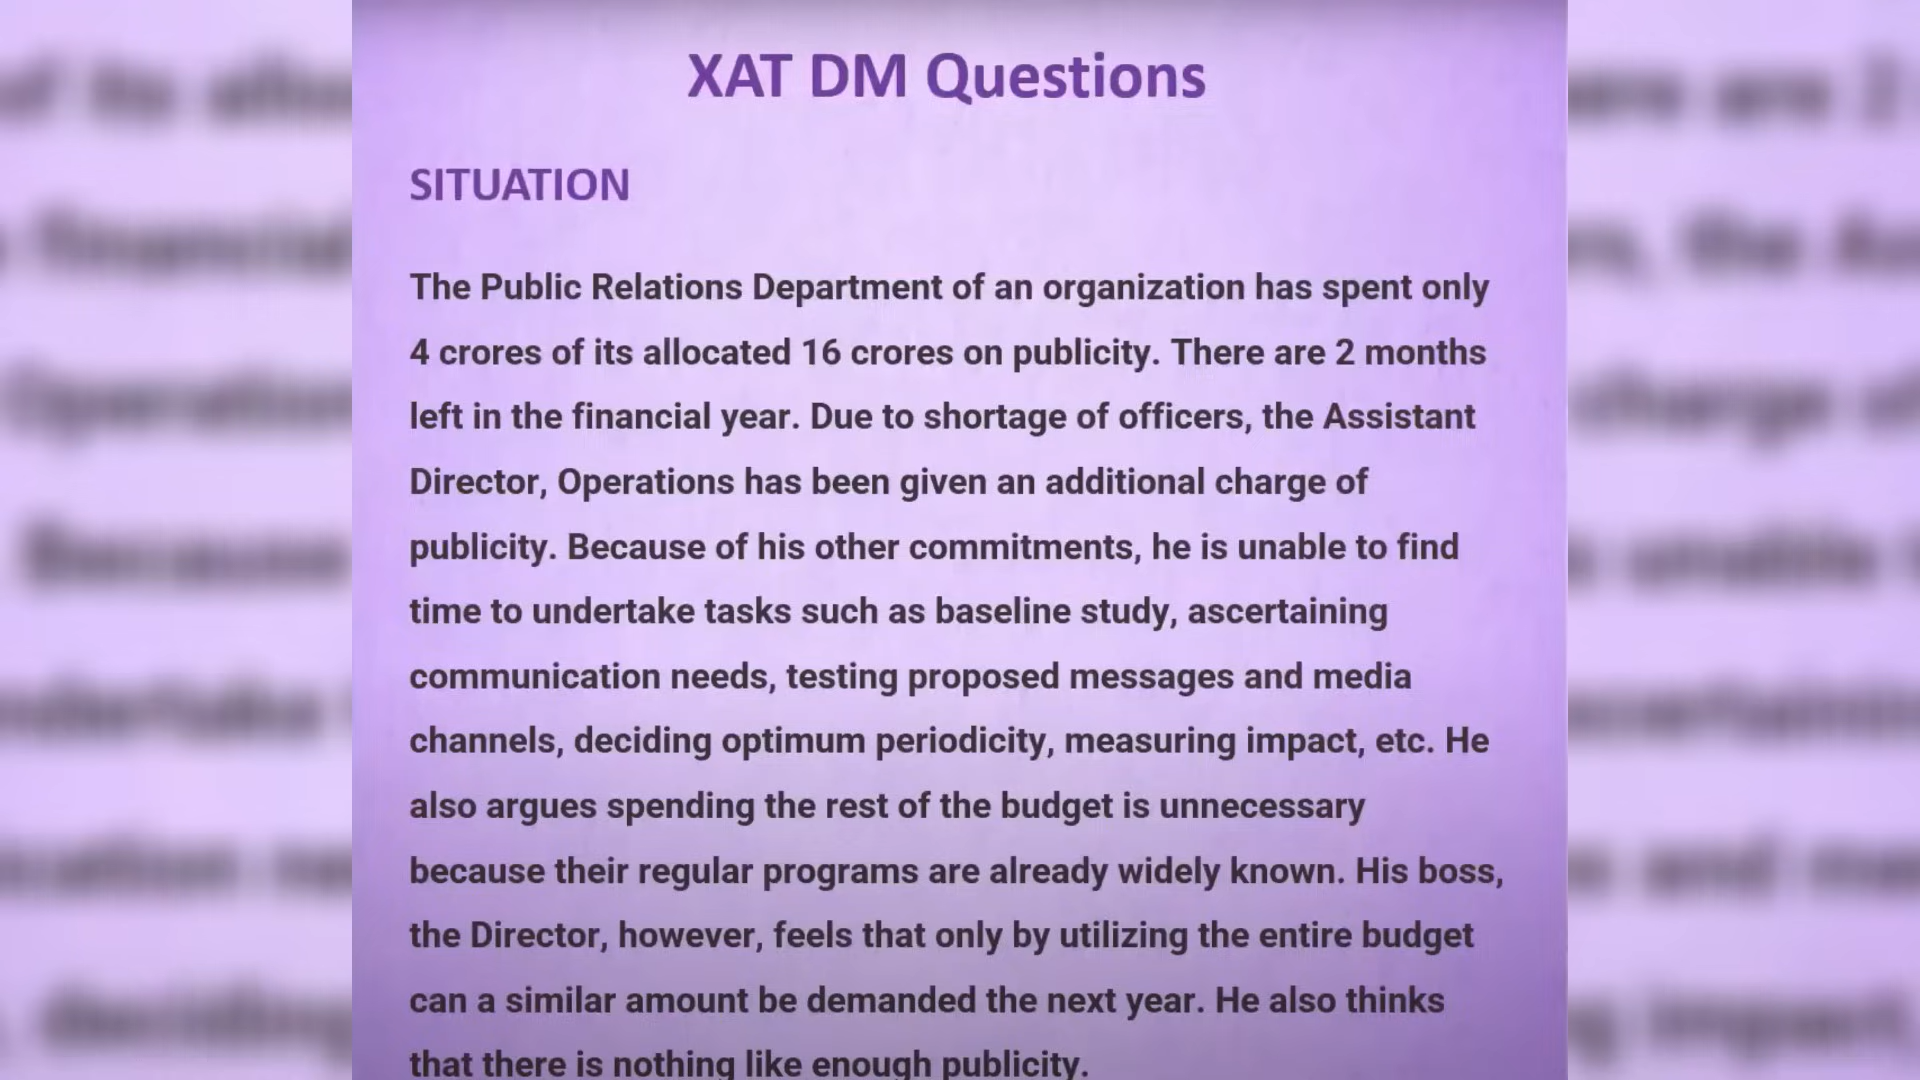 XAT DM Questions
SITUATION
The Public Relations Department of an organization has spent only
4 crores of its allocated 16 crores on publicity. There are 2 months
left in the financial year. Due to shortage of officers, the Assistant
Director, Operations has been given an additional charge of
publicity. Because of his other commitments, he is unable to find
time to undertake tasks such as baseline study, ascertaining
communication needs, testing proposed messages and media
channels, deciding optimum periodicity, measuring impact, etc. He
also argues spending the rest of the budget is unnecessary
because their regular programs are already widely known. His boss,
the Director, however, feels that only by utilizing the entire budget
can a similar amount be demanded the next year. He also thinks
that there is nothing like enough publicity.